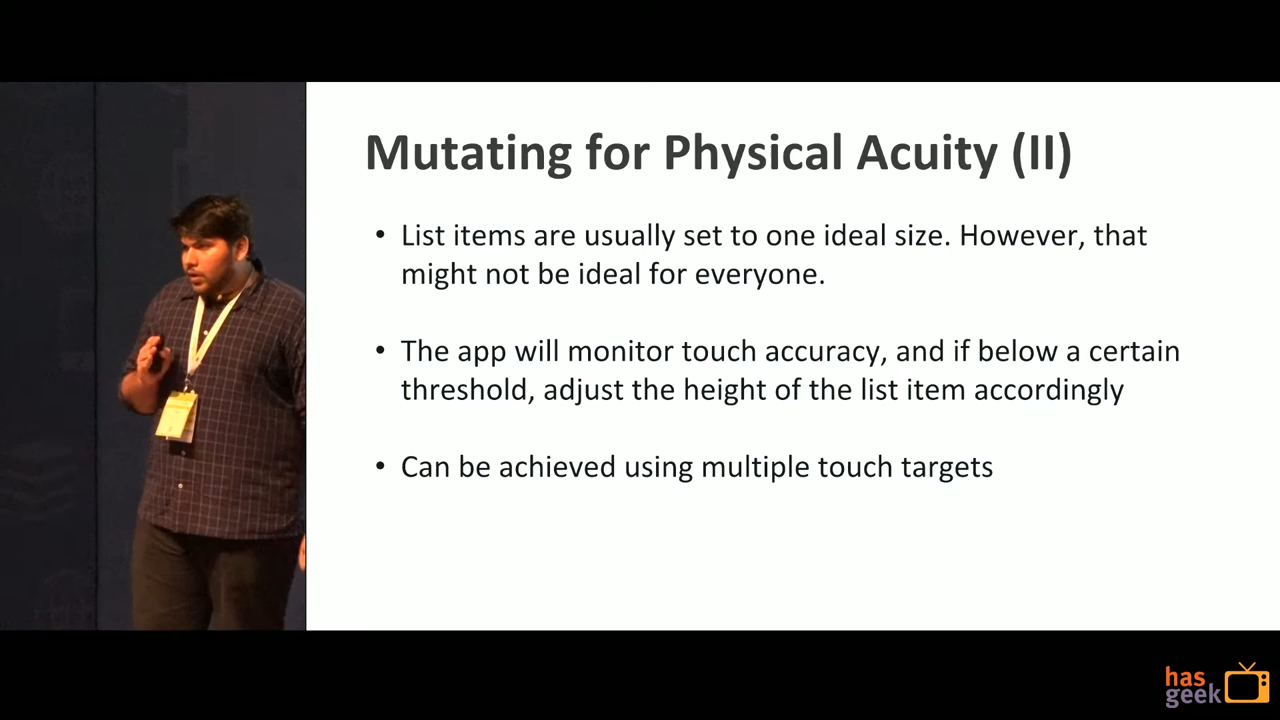 Mutating for Physical Acuity (II)
• List items are usually set to one ideal size. However, that
might not be ideal for everyone.
• The app will monitor touch accuracy, and if below a certain
threshold, adjust the height of the list item accordingly
• Can be achieved using multiple touch targets
has
geek